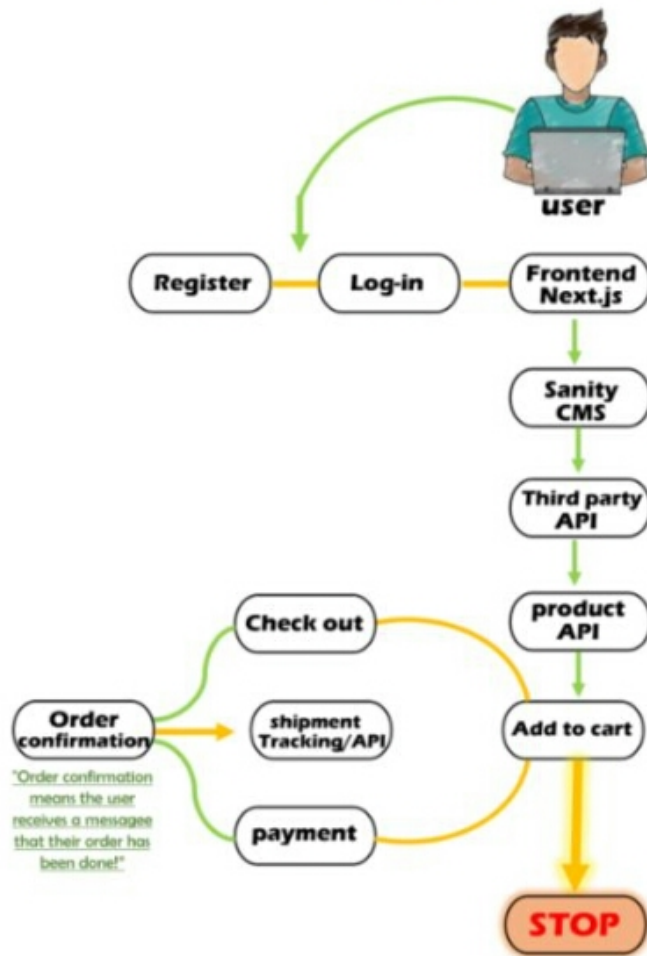 user
Register
Log-in
Frontend
Next.js
Sanity
CMS
Third party
API
product
API
Check out
Order
confirmation
shipment
Tracking/API
Add to cart
"Order confirmation
means the user
receives a messagee
that their order has
been done!"
payment
STOP